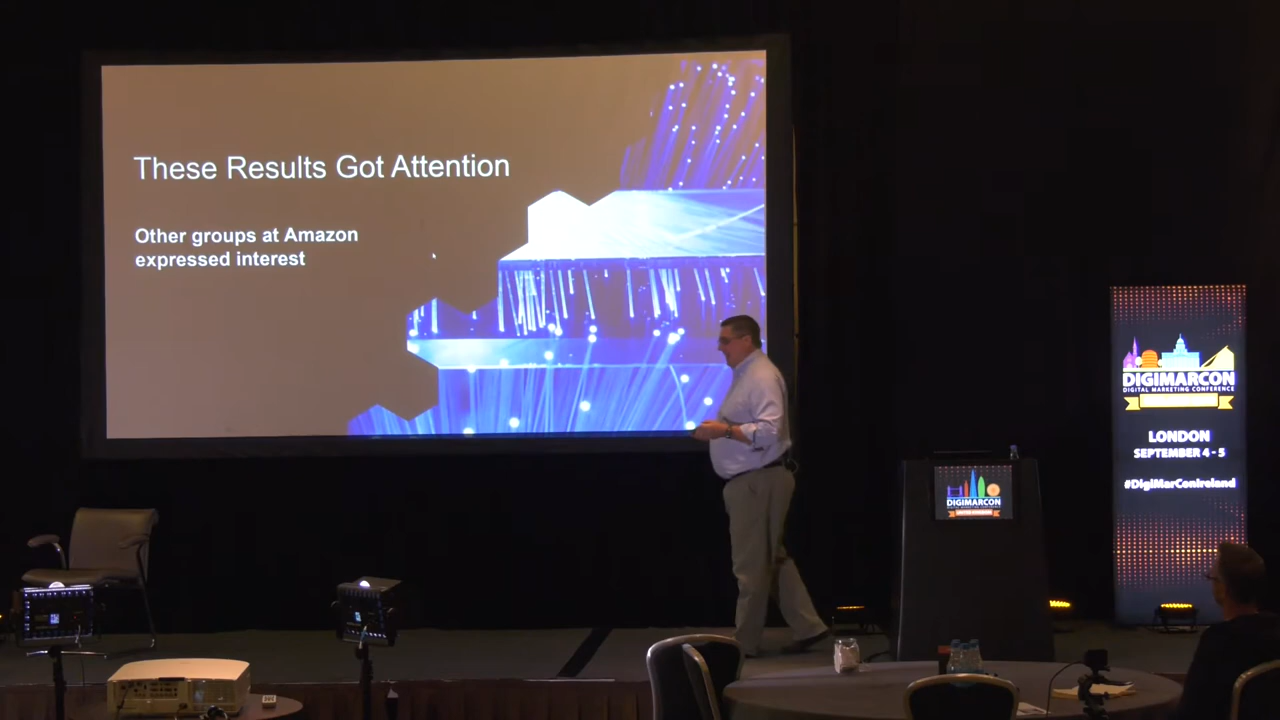 These Results Got Attention
Other groups at Amazon
expressed interest
DIGIMARCON
DIGITAL MARKETING CONFERENCE
LONDON
SEPTEMBER 4 - 5
#DigiMarConIreland
DIGIMARCON